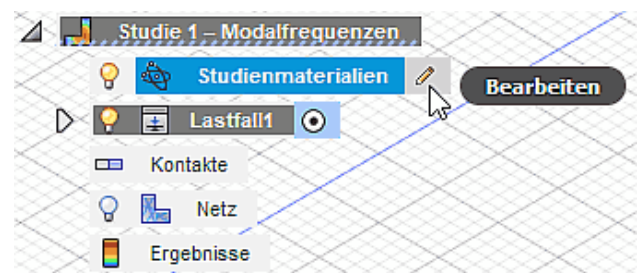 Studie 1 – Modalfrequenzen
Studienmaterialien
Bearbeiten
Lastfall1
Kontakte
Netz
Ergebnisse